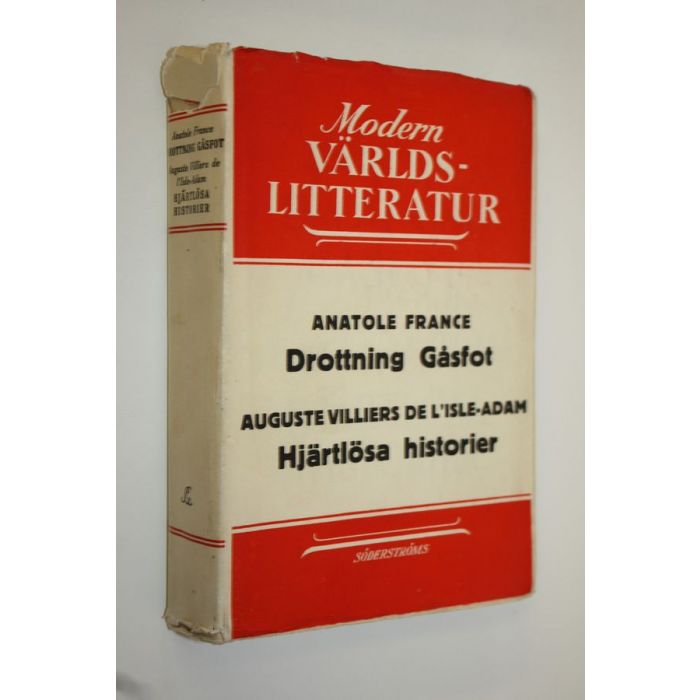 Modern
VÄRLDS-
LITTERATUR
ANATOLE FRANCE
Drottning Gåsfot
AUGUSTE VILLIERS DE L'ISLE-ADAM
Hjärtlösa historier
SÖDERSTRÖMS
Anatole France
DROTTNING GÅSFOT
Auguste Villiers de
l'Isle-Adam
HJÄRTLÖSA
HISTORIER